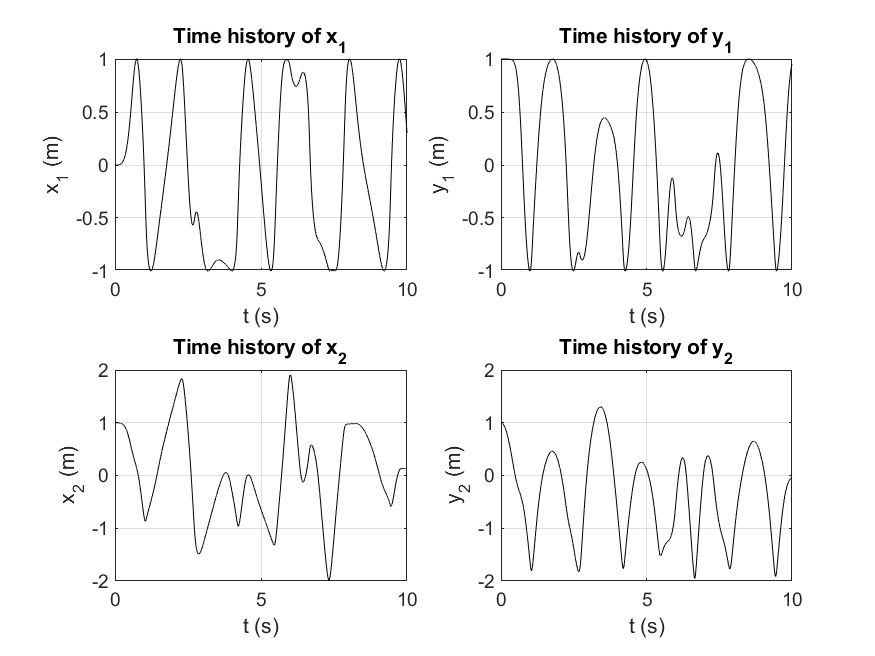 Time history of x1
1
0.5
0
-0.5
-1
x1 (m)
0 5 10
t (s)
Time history of y1
1
0.5
0
-0.5
-1
y1 (m)
0 5 10
t (s)
Time history of x2
2
1
0
-1
-2
x2 (m)
0 5 10
t (s)
Time history of y2
2
1
0
-1
-2
y2 (m)
0 5 10
t (s)